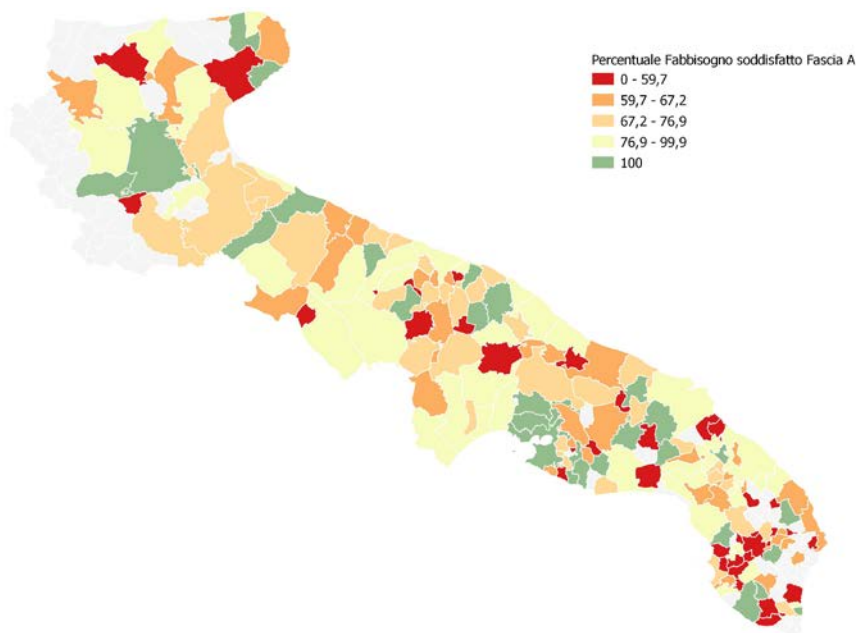 Percentuale Fabbisogno soddisfatto Fascia A
0 - 59,7
59,7 - 67,2
67,2 - 76,9
76,9 - 99,9
100